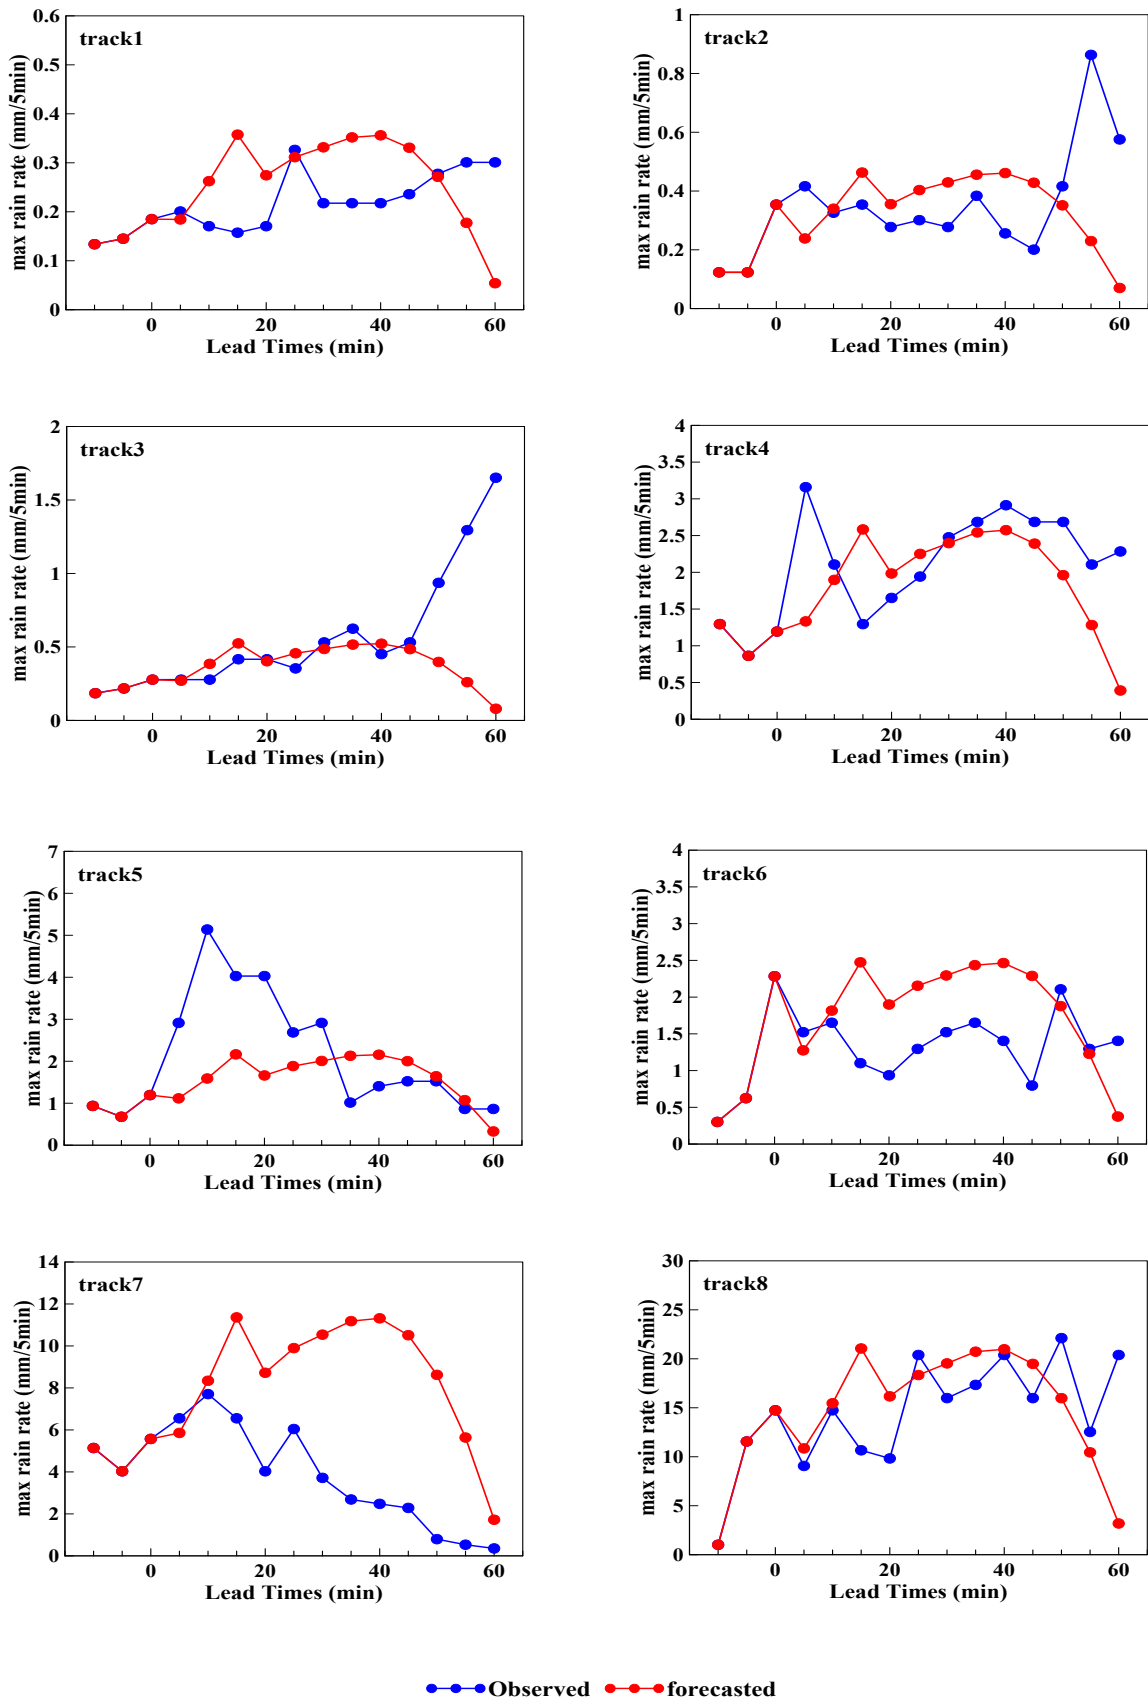 track1
max rain rate (mm/5min)
0.6
0.5
0.4
0.3
0.2
0.1
0
0 20 40 60
Lead Times (min)
track2
max rain rate (mm/5min)
1
0.8
0.6
0.4
0.2
0
0 20 40 60
Lead Times (min)
track3
max rain rate (mm/5min)
2
1.5
1
0.5
0
0 20 40 60
Lead Times (min)
track4
max rain rate (mm/5min)
4
3.5
3
2.5
2
1.5
1
0.5
0
0 20 40 60
Lead Times (min)
track5
max rain rate (mm/5min)
7
6
5
4
3
2
1
0
0 20 40 60
Lead Times (min)
track6
max rain rate (mm/5min)
4
3.5
3
2.5
2
1.5
1
0.5
0
0 20 40 60
Lead Times (min)
track7
max rain rate (mm/5min)
14
12
10
8
6
4
2
0
0 20 40 60
Lead Times (min)
track8
max rain rate (mm/5min)
30
25
20
15
10
5
0
0 20 40 60
Lead Times (min)
Observed forecasted